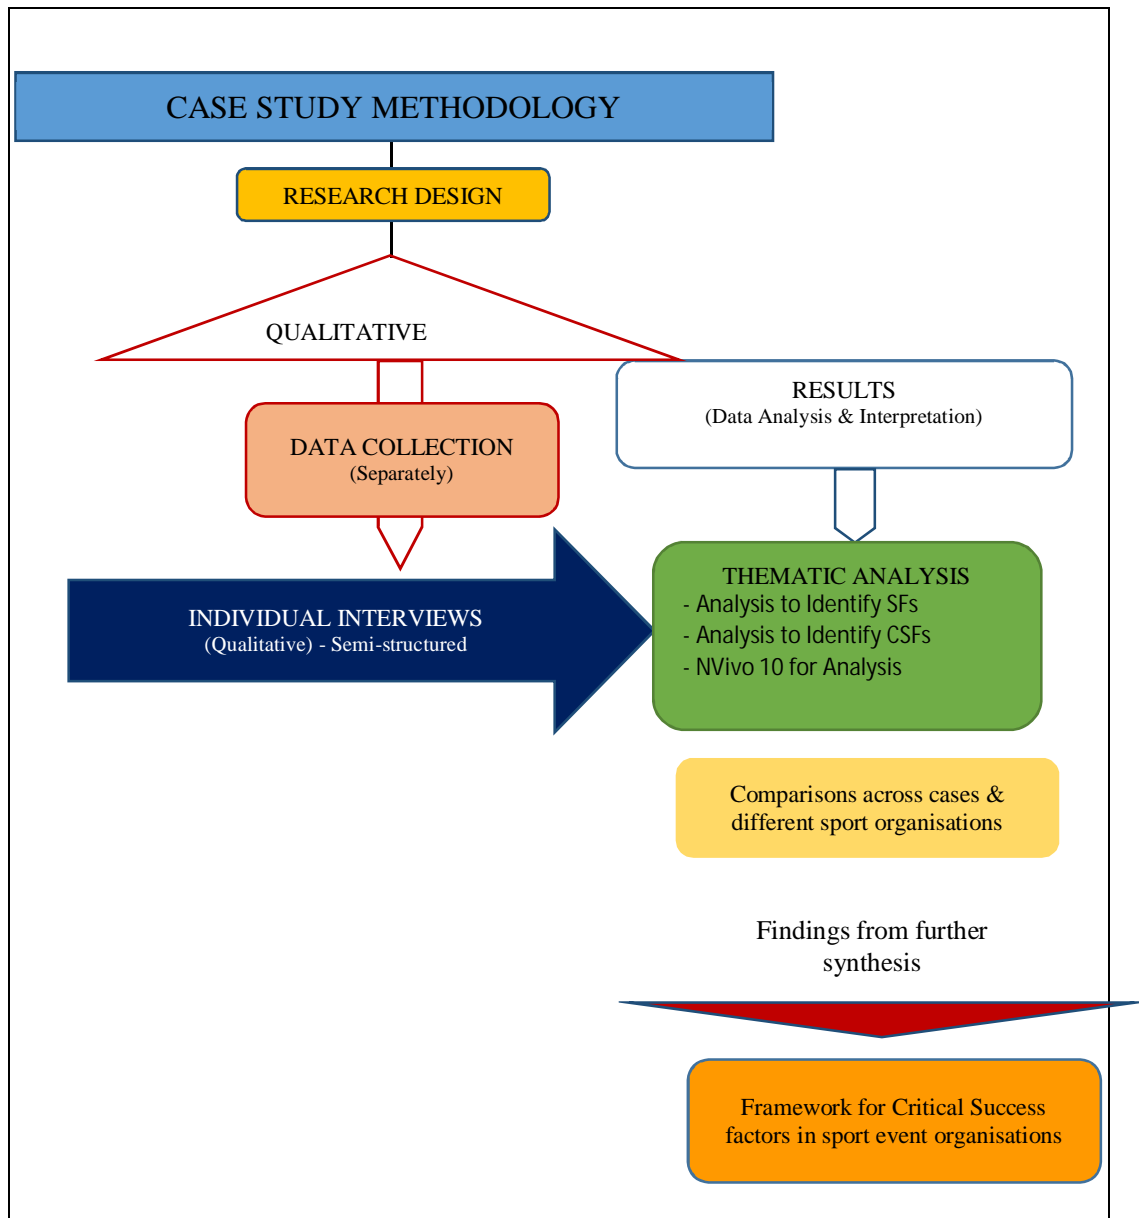 CASE STUDY METHODOLOGY
RESEARCH DESIGN
QUALITATIVE
DATA COLLECTION
(Separately)
RESULTS
(Data Analysis & Interpretation)
INDIVIDUAL INTERVIEWS
(Qualitative) - Semi-structured
THEMATIC ANALYSIS
- Analysis to Identify SFs
- Analysis to Identify CSFs
- NVivo 10 for Analysis
Comparisons across cases &
different sport organisations
Findings from further
synthesis
Framework for Critical Success
factors in sport event organisations